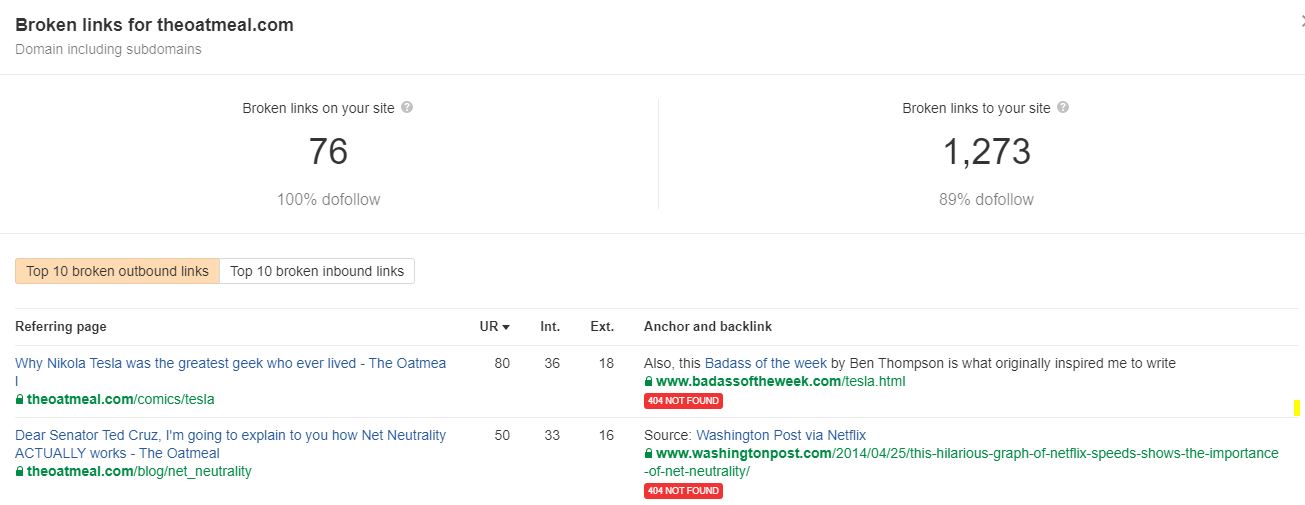 Broken links for theoatmeal.com
Domain including subdomains
Broken links on your site ?
Broken links to your site ?
76
1,273
100% dofollow
89% dofollow
Top 10 broken outbound links
Top 10 broken inbound links
Referring page
UR
Int.
Ext.
Anchor and backlink
Why Nikola Tesla was the greatest geek who ever lived - The Oatmea
l
theoatmeal.com/comics/tesla
80
36
18
Also, this Badass of the week by Ben Thompson is what originally inspired me to write
www.badassoftheweek.com/tesla.html
404 NOT FOUND
Dear Senator Ted Cruz, I'm going to explain to you how Net Neutrality
ACTUALLY works - The Oatmeal
theoatmeal.com/blog/net_neutrality
50
33
16
Source: Washington Post via Netflix
www.washingtonpost.com/2014/04/25/this-hilarious-graph-of-netflix-speeds-shows-the-importance
-of-net-neutrality/
404 NOT FOUND